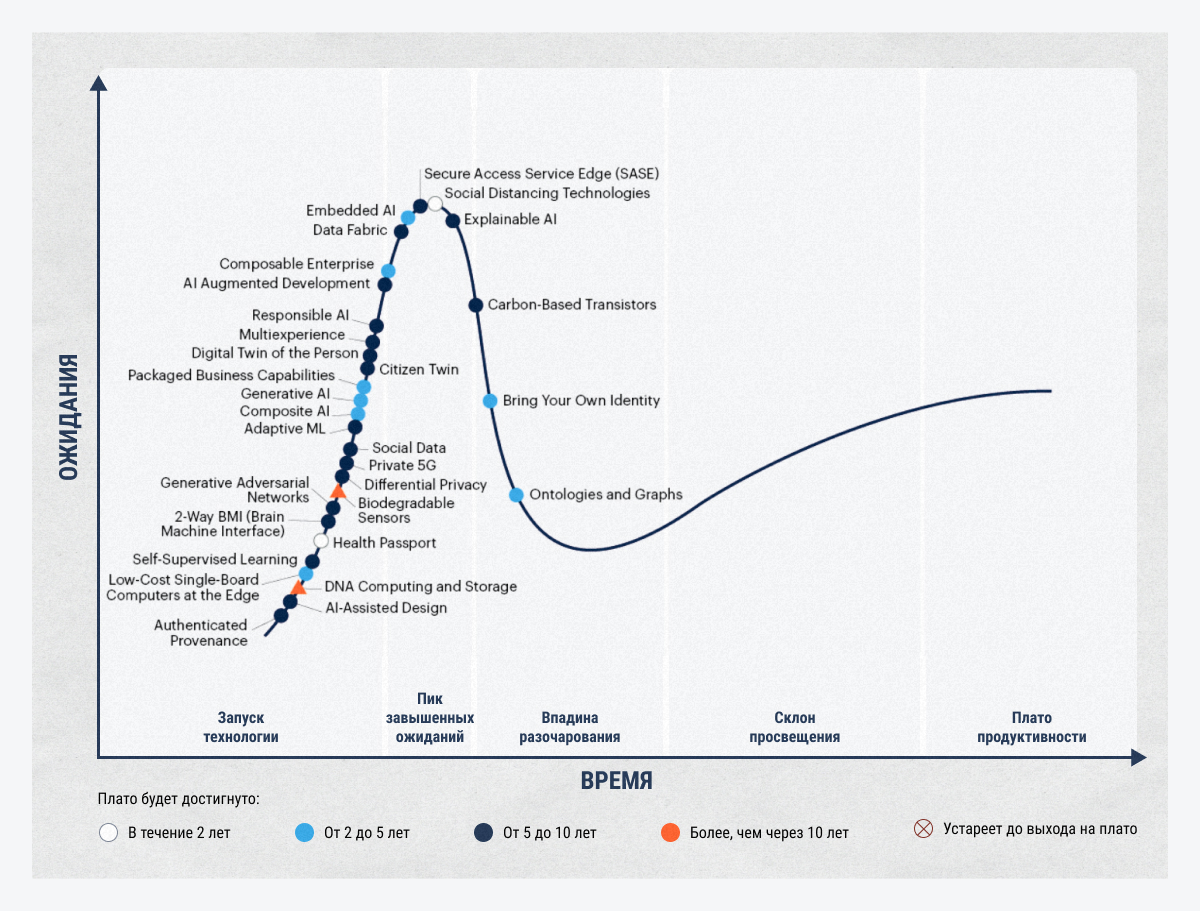 Secure Access Service Edge (SASE)
Social Distancing Technologies
Embedded AI
Explainable AI
Data Fabric
Composable Enterprise
AI Augmented Development
Carbon-Based Transistors
Responsible AI
Multiexperience
Digital Twin of the Person
Citizen Twin
Packaged Business Capabilities
Generative AI
Bring Your Own Identity
Composite AI
Adaptive ML
Social Data
Private 5G
Generative Adversarial
Networks
Differential Privacy
Ontologies and Graphs
Biodegradable
Sensors
2-Way BMI (Brain
Machine Interface)
Health Passport
Self-Supervised Learning
Low-Cost Single-Board
Computers at the Edge
DNA Computing and Storage
AI-Assisted Design
Authenticated
Provenance
ОЖИДАНИЯ
Запуск
технологии
Пик
завышенных
ожиданий
Впадина
разочарования
Склон
просвещения
Плато
продуктивности
ВРЕМЯ
Плато будет достигнуто:
В течение 2 лет
От 2 до 5 лет
От 5 до 10 лет
Более, чем через 10 лет
Устареет до выхода на плато